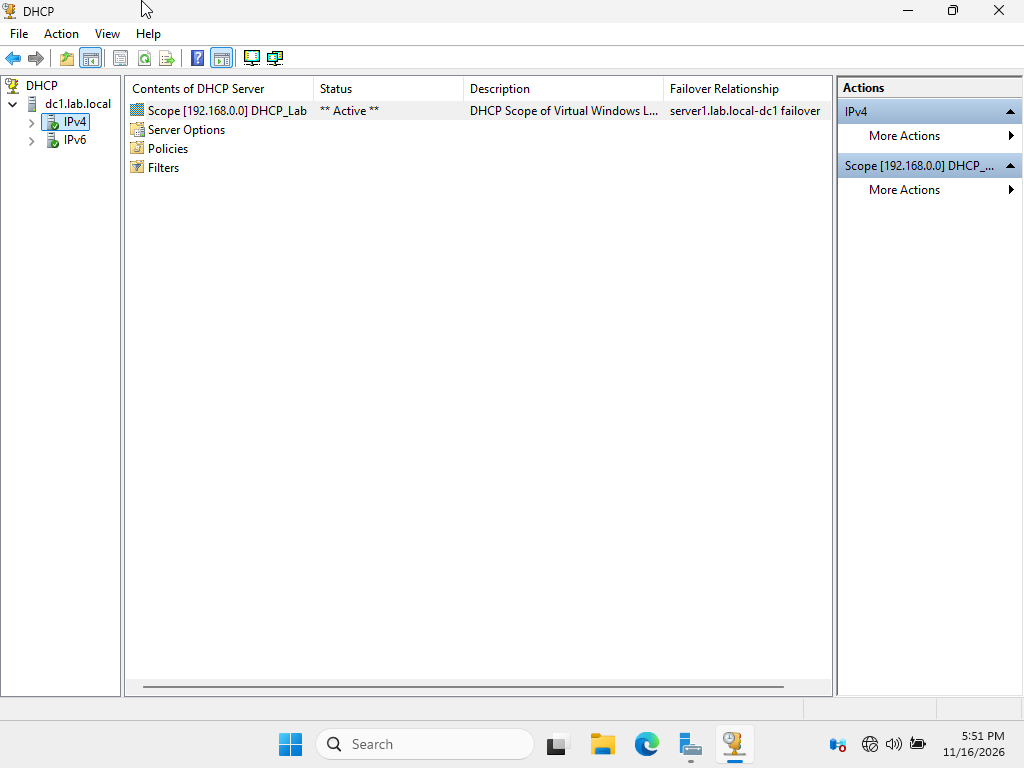 DHCP
File Action View Help
DHCP
dc1.lab.local
IPv4
IPv6
Contents of DHCP Server Status Description Failover Relationship
Scope [192.168.0.0] DHCP_Lab ** Active ** DHCP Scope of Virtual Windows L... server1.lab.local-dc1 failover
Server Options
Policies
Filters
Actions
IPv4
More Actions
Scope [192.168.0.0] DHCP_...
More Actions
Search
5:51 PM
11/16/2026